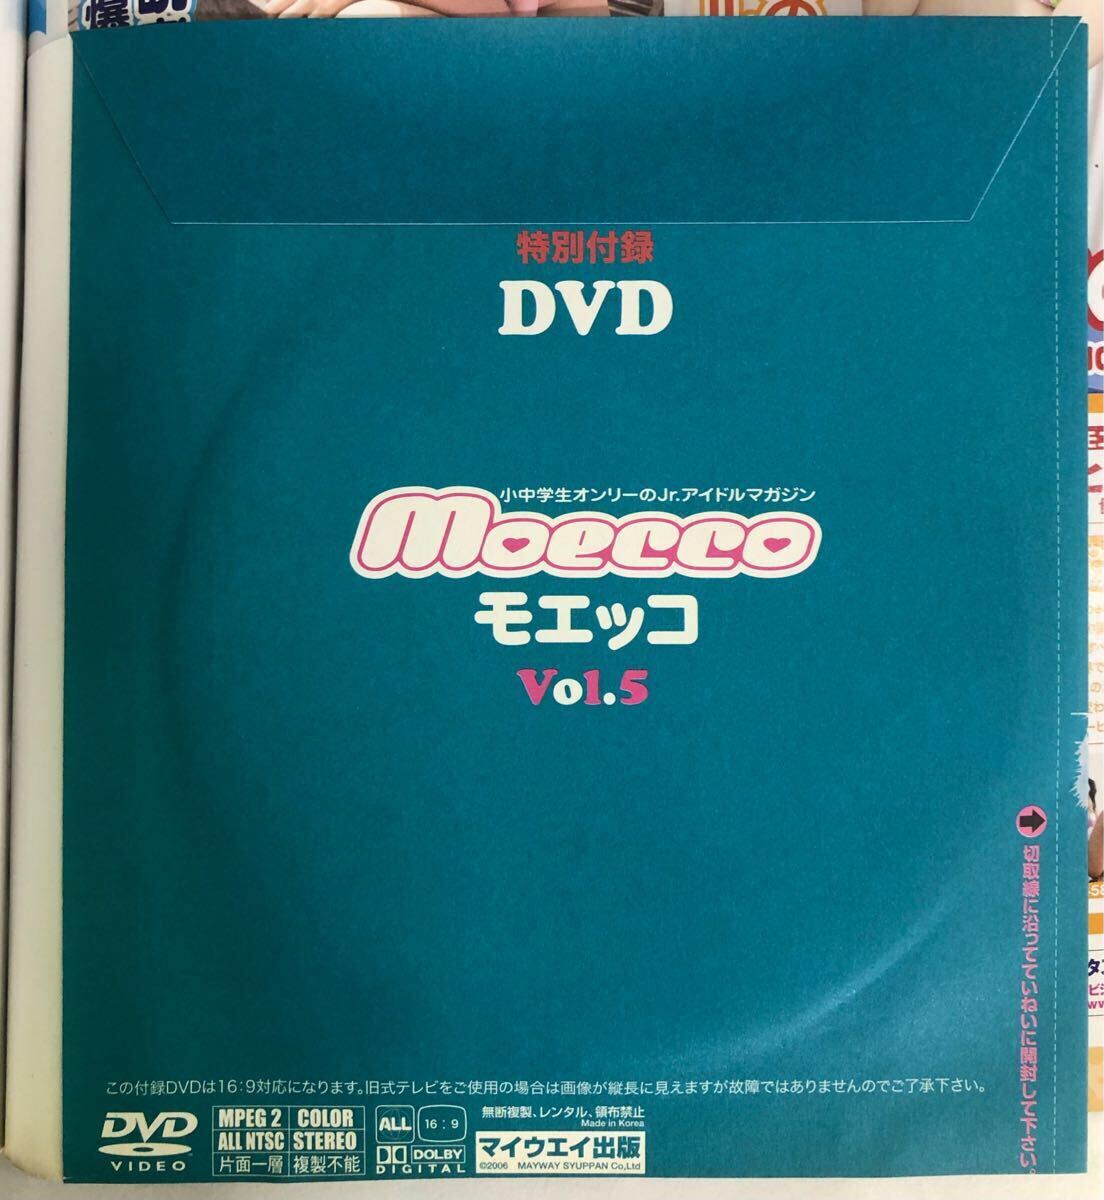 特別付録
DVD
小中学生オンリーのJr.アイドルマガジン
Moecco
モエッコ
Vol.5
切取線に沿ってていねいに開封して下さい。
この付録DVDは16:9対応になります。旧式テレビをご使用の場合は画像が縦長に見えますが故障ではありませんのでご了承下さい。
DVD
VIDEO
MPEG 2 COLOR
ALL NTSC STEREO
片面一層 複製不能
ALL 16:9
DOLBY
DIGITAL
無断複製、レンタル、領布禁止
Made in Korea
マイウエイ出版
©2006 MAYWAY SYUPPAN Co,Ltd